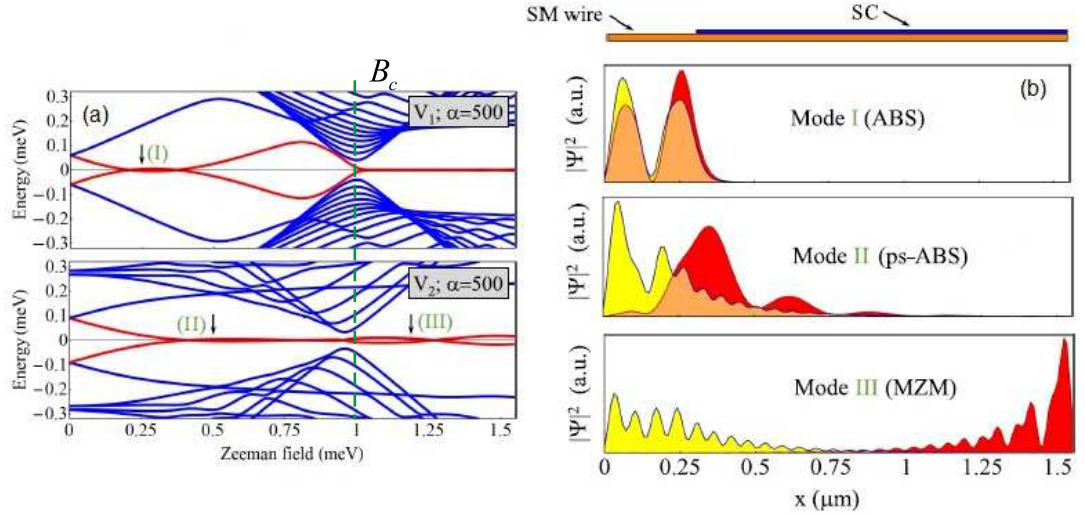 SM wire
SC
B_c
(a)
V₁; α=500
(I)
Energy (meV)
0.3
0.2
0.1
0
−0.1
−0.2
−0.3
V₂; α=500
(II)
(III)
Energy (meV)
0.3
0.2
0.1
0
−0.1
−0.2
−0.3
0 0.25 0.5 0.75 1 1.25 1.5
Zeeman field (meV)
(b)
Mode I (ABS)
|Ψ|² (a.u.)
Mode II (ps-ABS)
|Ψ|² (a.u.)
Mode III (MZM)
|Ψ|² (a.u.)
0 0.25 0.5 0.75 1 1.25 1.5
x (μm)